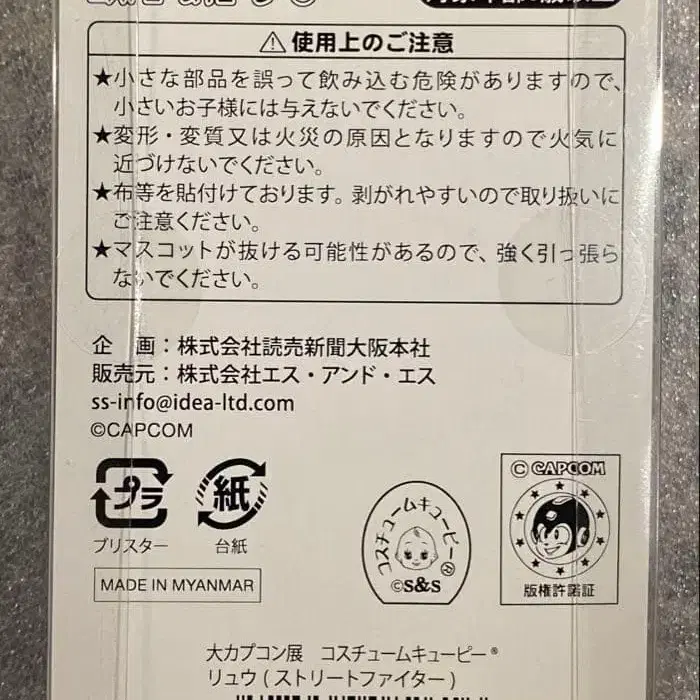 ⚠使用上のご注意
★小さな部品を誤って飲み込む危険がありますので、
小さいお子様には与えないでください。
★変形・変質又は火災の原因となりますので火気に
近づけないでください。
★布等を貼付けております。剥がれやすいので取り扱いに
ご注意ください。
★マスコットが抜ける可能性があるので、強く引っ張ら
ないでください。
企　画：株式会社読売新聞大阪本社
販売元：株式会社エス・アンド・エス
ss-info@idea-ltd.com
©CAPCOM
プラ
紙
ブリスター
台紙
MADE IN MYANMAR
コスチュームキューピー®
©S&S
© CAPCOM
版権許諾証
大カプコン展　コスチュームキューピー®
リュウ(ストリートファイター)